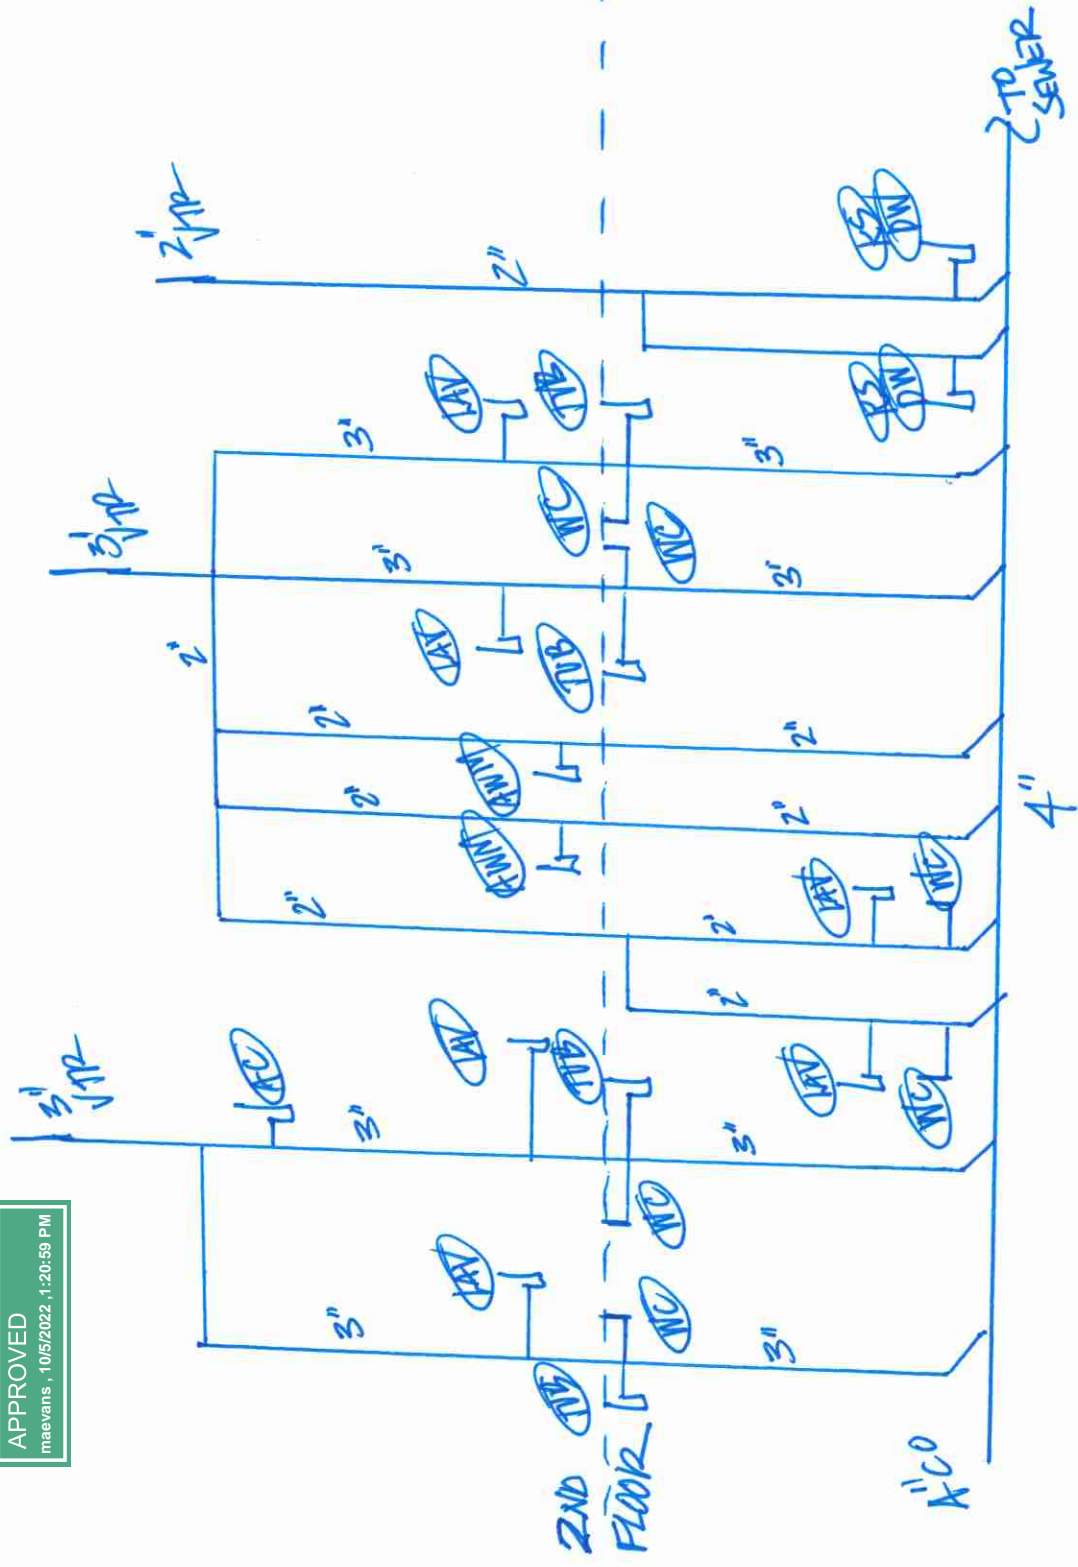 APPROVED
maevans , 10/5/2022 ,1:20:59 PM
3" VTR
3" VTR
2" VTR
2"
AC
3"
3"
2"
2"
2"
3"
3"
2"
LAV
LAV
AWM
AWM
LAV
LAV
TUB
TUB
TUB
WC
TUB
2ND
FLOOR
WC
WC
WC
3"
3"
2"
2"
2"
2"
3"
3"
LAV
WC
LAV
WC
KS
DW
KS
DW
4"CO
4"
TO
SEWER